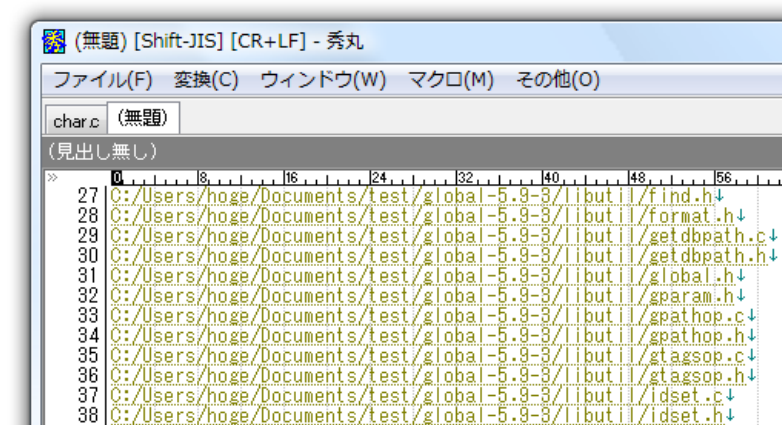 (無題) [Shift-JIS] [CR+LF] - 秀丸
ファイル(F) 変換(C) ウィンドウ(W) マクロ(M) その他(O)
char.c (無題)
(見出し無し)
0 8 16 24 32 40 48 56
27 C:/Users/hoge/Documents/test/global-5.9-3/libutil/find.h↓
28 C:/Users/hoge/Documents/test/global-5.9-3/libutil/format.h↓
29 C:/Users/hoge/Documents/test/global-5.9-3/libutil/getdbpath.c↓
30 C:/Users/hoge/Documents/test/global-5.9-3/libutil/getdbpath.h↓
31 C:/Users/hoge/Documents/test/global-5.9-3/libutil/global.h↓
32 C:/Users/hoge/Documents/test/global-5.9-3/libutil/gparam.h↓
33 C:/Users/hoge/Documents/test/global-5.9-3/libutil/gpathop.c↓
34 C:/Users/hoge/Documents/test/global-5.9-3/libutil/gpathop.h↓
35 C:/Users/hoge/Documents/test/global-5.9-3/libutil/gtagsop.c↓
36 C:/Users/hoge/Documents/test/global-5.9-3/libutil/gtagsop.h↓
37 C:/Users/hoge/Documents/test/global-5.9-3/libutil/idset.c↓
38 C:/Users/hoge/Documents/test/global-5.9-3/libutil/idset.h↓